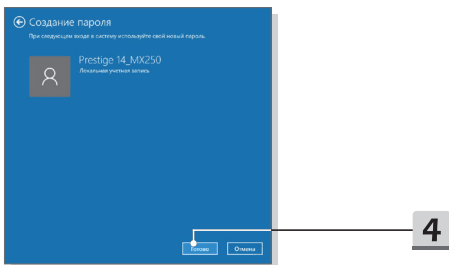 Создание пароля
При следующем входе в систему используйте свой новый пароль.
Prestige 14_MX250
Локальная учетная запись
Готово
Отмена
4